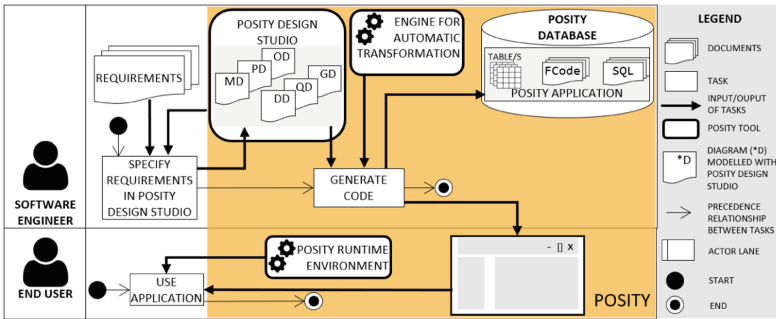 POSITY DESIGN
STUDIO
OD
PD
GD
MD
QD
DD
ENGINE FOR
AUTOMATIC
TRANSFORMATION
POSITY
DATABASE
TABLE/S
FCode
SQL
POSITY APPLICATION
REQUIREMENTS
SPECIFY
REQUIREMENTS
IN POSITY
DESIGN STUDIO
GENERATE
CODE
SOFTWARE
ENGINEER
POSITY RUNTIME
ENVIRONMENT
USE
APPLICATION
END USER
- [] x
POSITY
LEGEND
DOCUMENTS
TASK
INPUT/OUPUT
OF TASKS
POSITY TOOL
*D
DIAGRAM (*D)
MODELLED WITH
POSITY DESIGN
STUDIO
PRECEDENCE
RELATIONSHIP
BETWEEN TASKS
ACTOR LANE
START
END